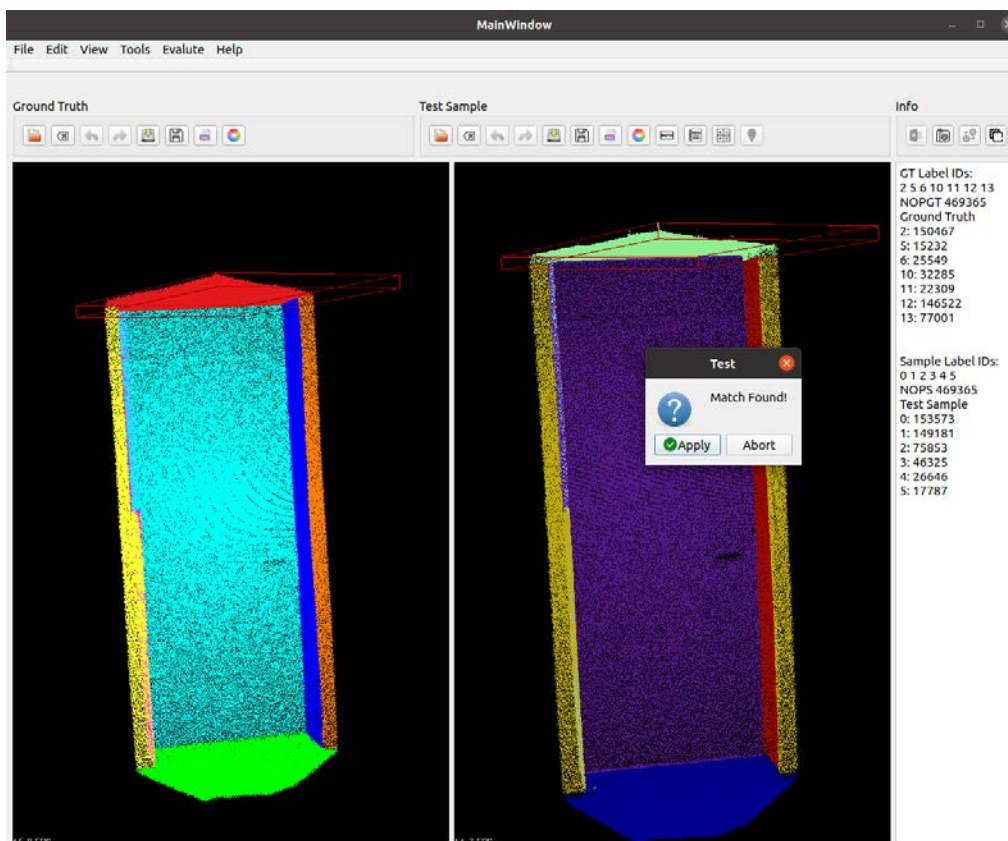 MainWindow
File Edit View Tools Evalute Help
Ground Truth
Test Sample
Info
GT Label IDs:
2 5 6 10 11 12 13
NOPGT 469365
Ground Truth
2: 150467
5: 15232
6: 25549
10: 32285
11: 22309
12: 146522
13: 77001
Sample Label IDs:
0 1 2 3 4 5
NOPS 469365
Test Sample
0: 153573
1: 149181
2: 75853
3: 46325
4: 26646
5: 17787
Test
Match Found!
Apply Abort